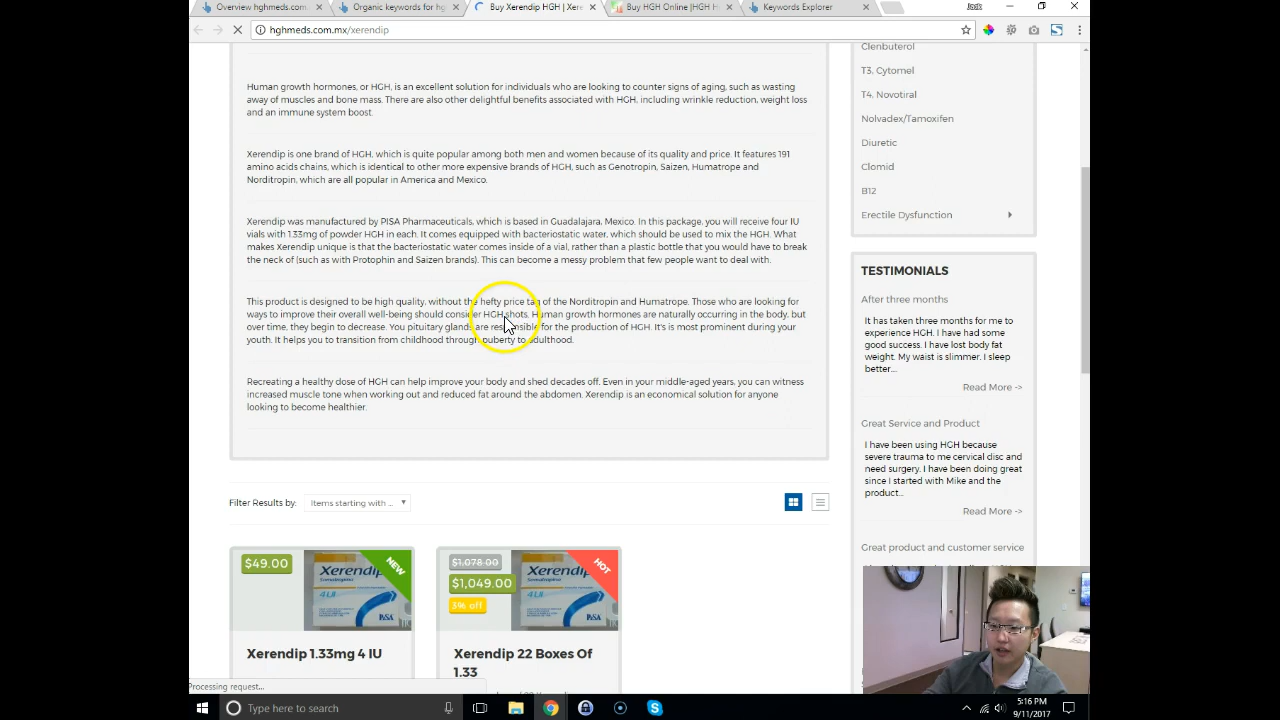 Overview hghmeds.com.
Organic keywords for hg
Buy Xerendip HGH | Xere
Buy HGH Online |HGH H
Keywords Explorer
hghmeds.com.mx/xerendip
Human growth hormones, or HGH, is an excellent solution for individuals who are looking to counter signs of aging, such as wasting
away of muscles and bone mass. There are also other delightful benefits associated with HGH, including wrinkle reduction, weight loss
and an immune system boost.
Xerendip is one brand of HGH, which is quite popular among both men and women because of its quality and price. It features 191
amino acids chains, which is identical to other more expensive brands of HGH, such as Genotropin, Saizen, Humatrope and
Norditropin, which are all popular in America and Mexico.
Xerendip was manufactured by PISA Pharmaceuticals, which is based in Guadalajara, Mexico. In this package, you will receive four IU
vials with 1.33mg of powder HGH in each. It comes equipped with bacteriostatic water, which should be used to mix the HGH. What
makes Xerendip unique is that the bacteriostatic water comes inside of a vial, rather than a plastic bottle that you would have to break
the neck of (such as with Protophin and Saizen brands). This can become a messy problem that few people want to deal with.
This product is designed to be high quality, without the hefty price tag of the Norditropin and Humatrope. Those who are looking for
ways to improve their overall well-being should consider HGH shots. Human growth hormones are naturally occurring in the body, but
over time, they begin to decrease. You pituitary glands are responsible for the production of HGH. It's is most prominent during your
youth. It helps you to transition from childhood through puberty to adulthood.
Recreating a healthy dose of HGH can help improve your body and shed decades off. Even in your middle-aged years, you can witness
increased muscle tone when working out and reduced fat around the abdomen. Xerendip is an economical solution for anyone
looking to become healthier.
Filter Results by: Items starting with ...
$49.00
NEW
Xerendip
Somatropina
4 UI
PiSA
Xerendip 1.33mg 4 IU
$1,078.00
$1,049.00
3% off
HOT
Xerendip
Somatropina
4 UI
PiSA
Xerendip 22 Boxes Of
1.33
Clenbuterol
T3, Cytomel
T4, Novotiral
Nolvadex/Tamoxifen
Diuretic
Clomid
B12
Erectile Dysfunction
TESTIMONIALS
After three months
It has taken three months for me to
experience HGH. I have had some
good success. I have lost body fat
weight. My waist is slimmer. I sleep
better....
Read More ->
Great Service and Product
I have been using HGH because
severe trauma to me cervical disc and
need surgery. I have been doing great
since I started with Mike and the
product...
Read More ->
Great product and customer service
Processing request...
Type here to search
5:16 PM
9/11/2017